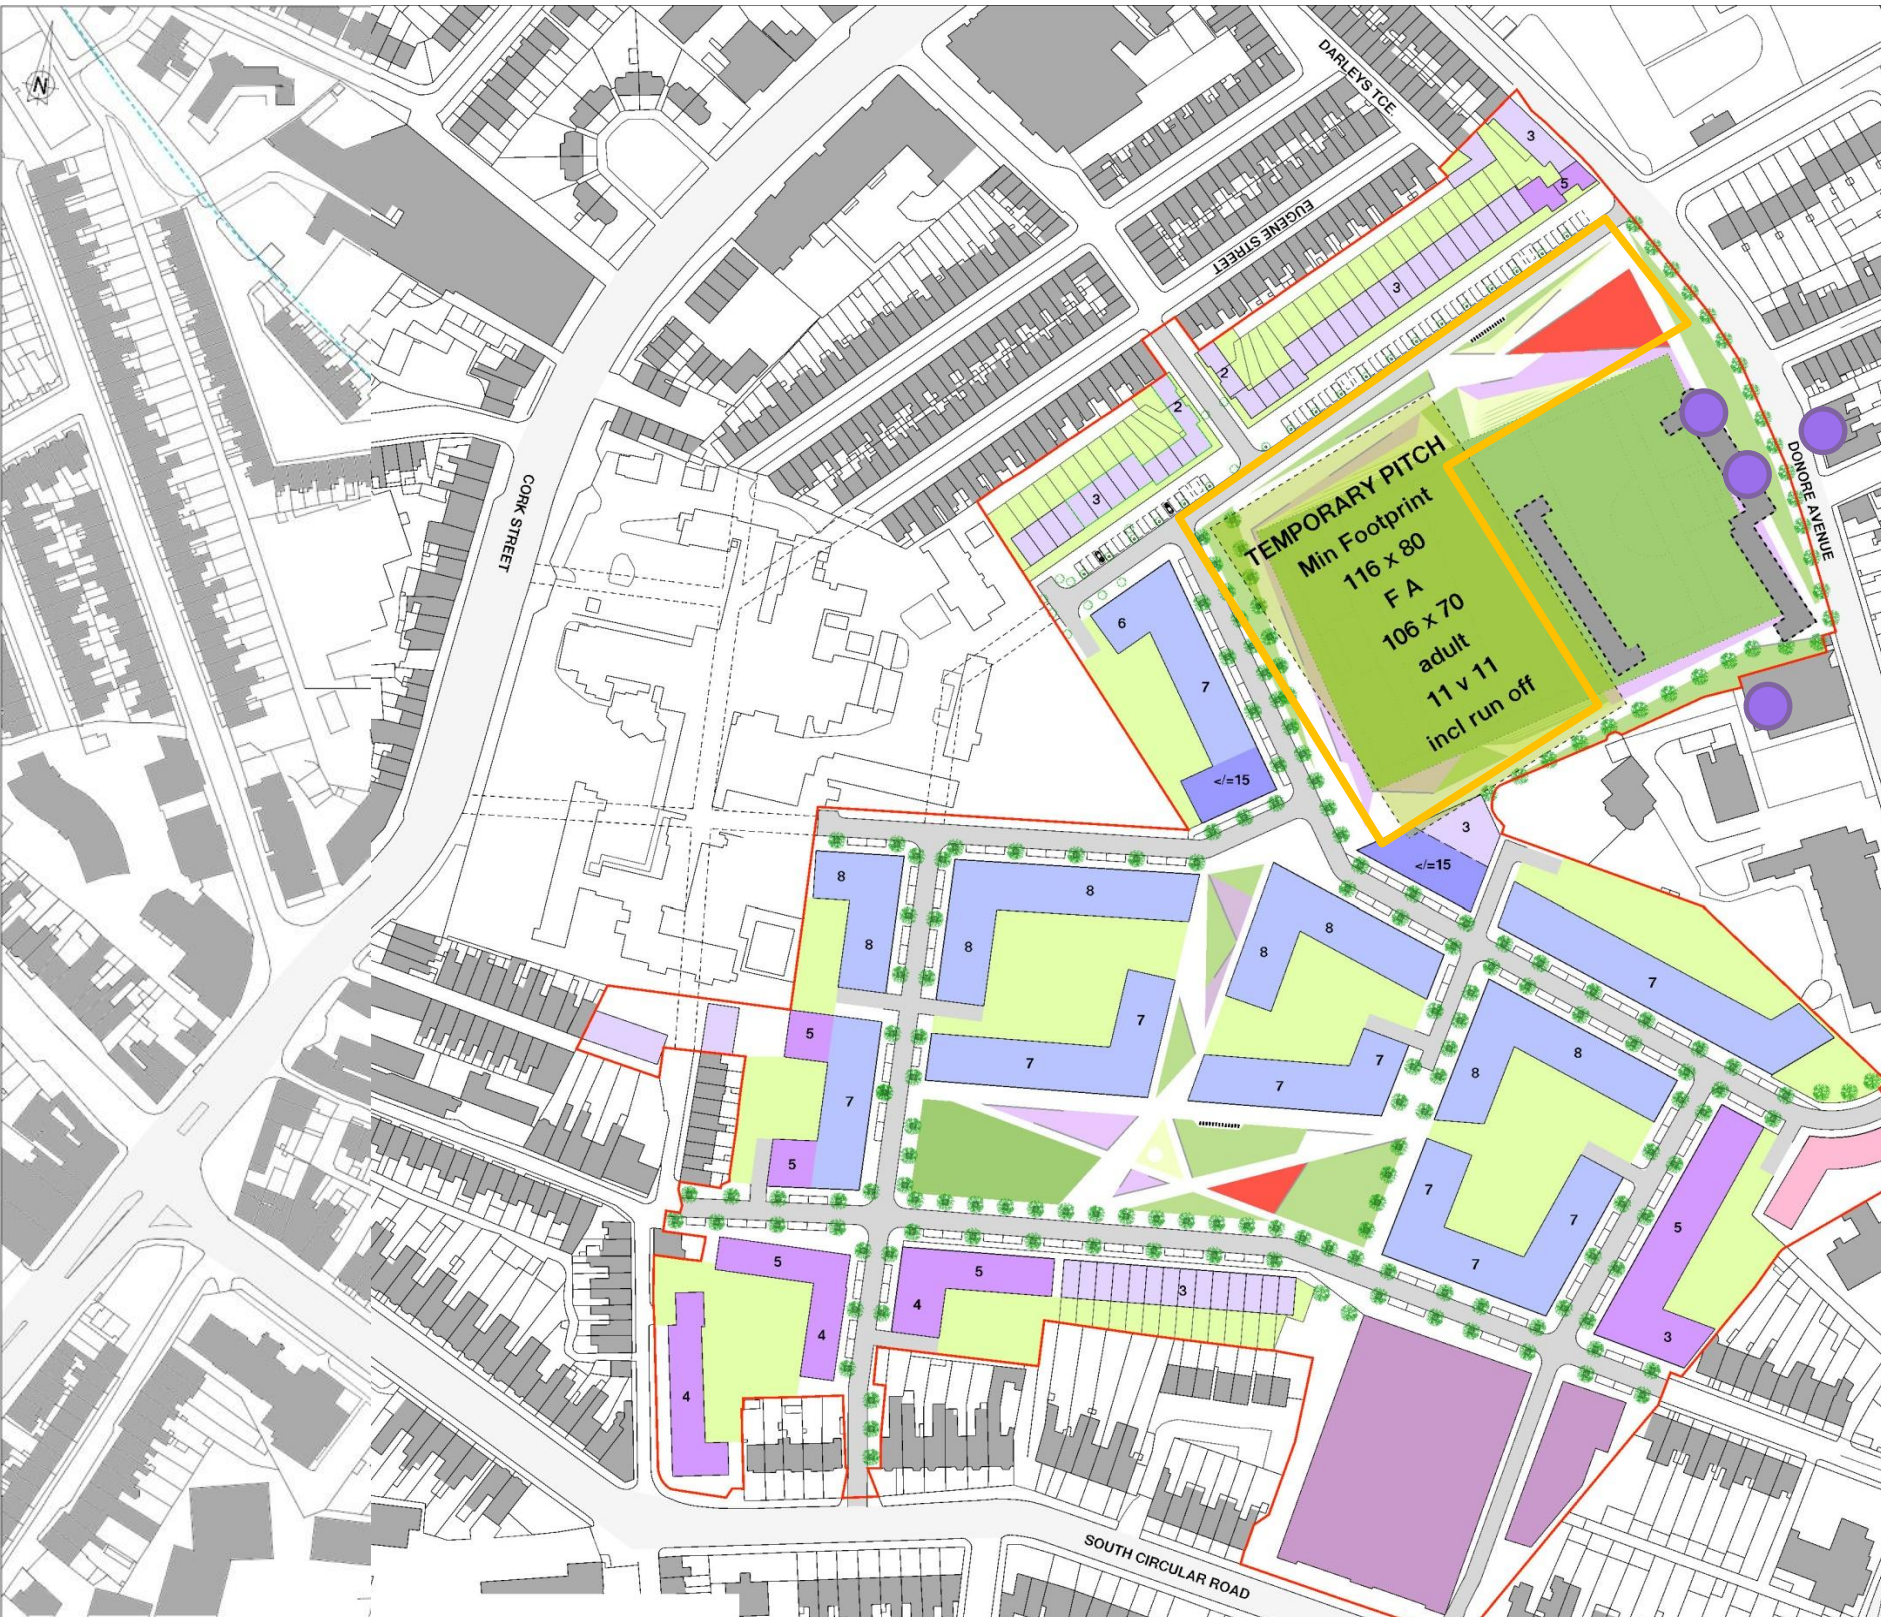 N
DARLEYS TCE.
3
5
EUGENE STREET
3
2
2
3
CORK STREET
DONORE AVENUE
TEMPORARY PITCH
Min Footprint
116 x 80
F A
106 x 70
adult
11 v 11
incl run off
6
7
</=15
3
</=15
8
8
8
8
8
8
7
7
7
7
7
5
7
5
8
8
7
7
7
5
3
5
4
4
5
4
3
SOUTH CIRCULAR ROAD